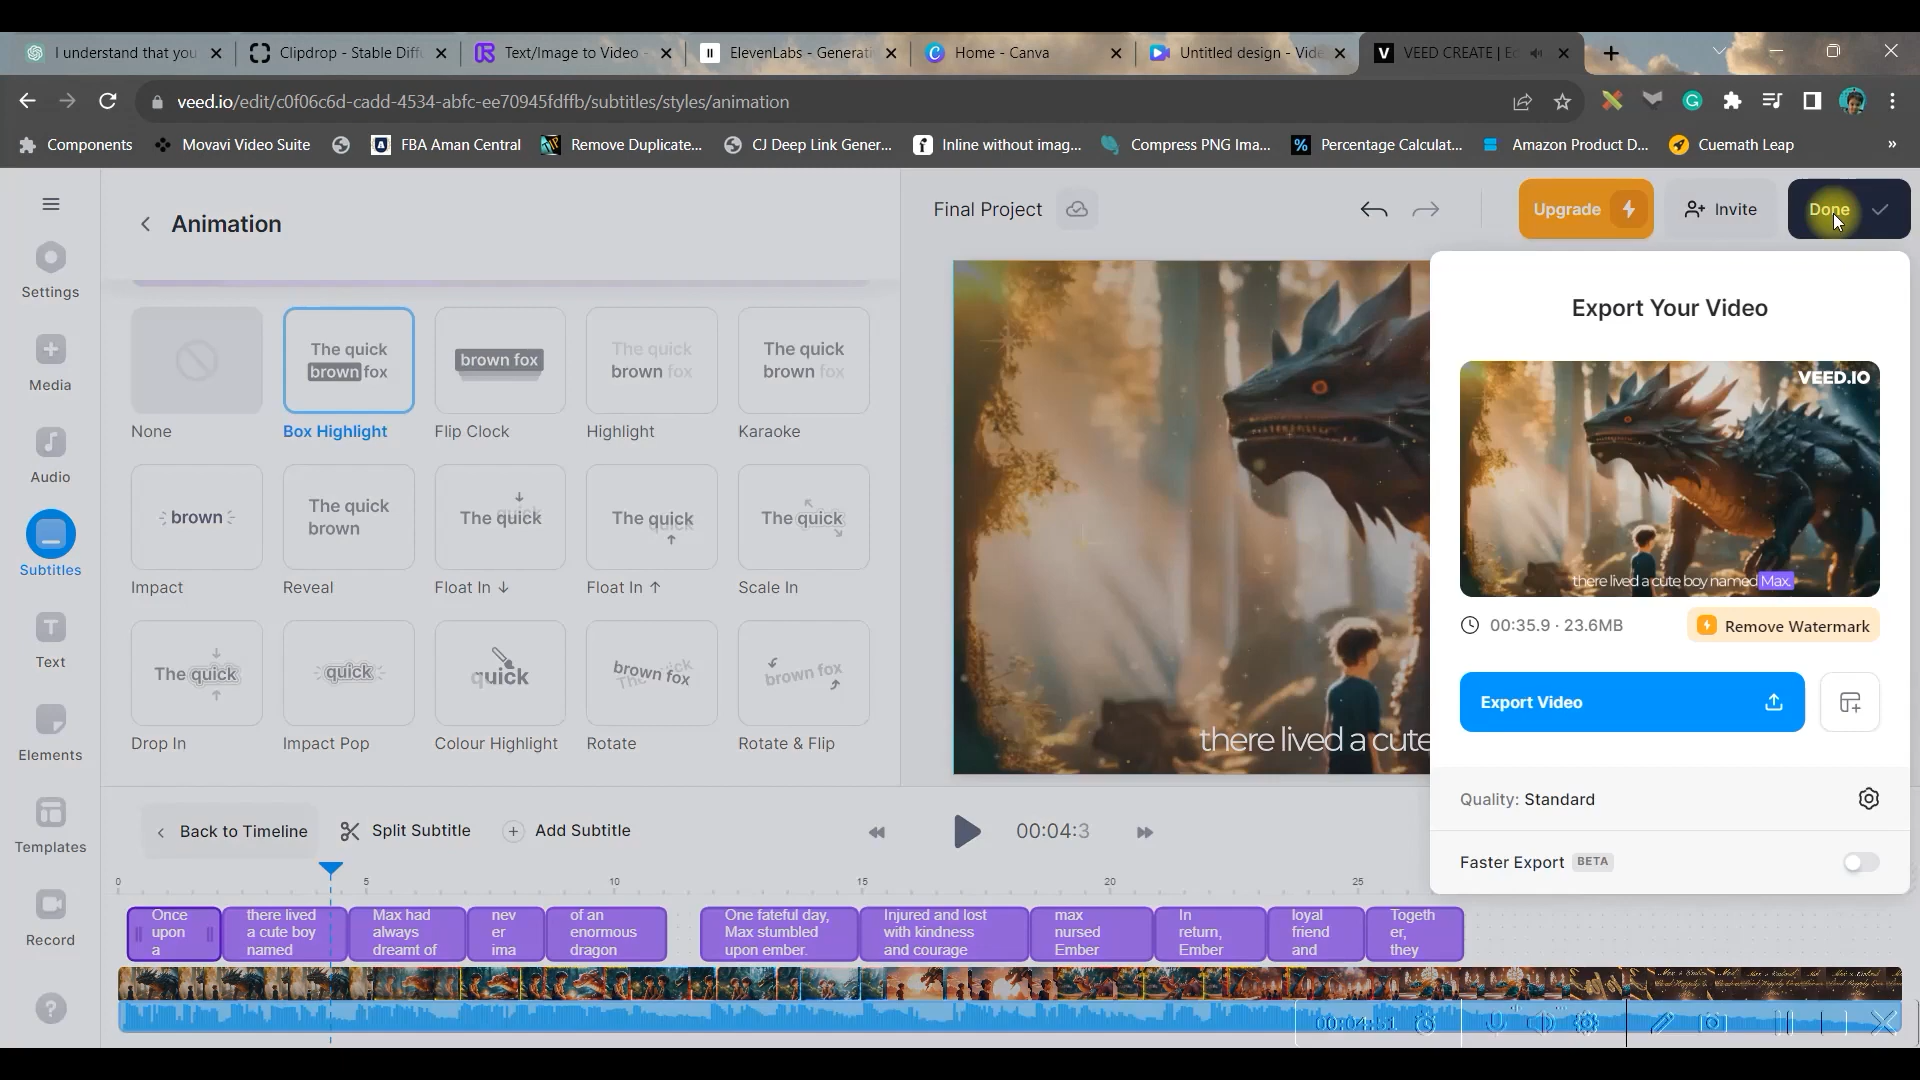 I understand that you
Clipdrop - Stable Diff
Text/Image to Video -
ElevenLabs - Generati
Home - Canva
Untitled design - Vide
VEED CREATE | Ed
veed.io/edit/c0f06c6d-cadd-4534-abfc-ee70945fdffb/subtitles/styles/animation
Components
Movavi Video Suite
FBA Aman Central
Remove Duplicate...
CJ Deep Link Gener...
Inline without imag...
Compress PNG Ima...
Percentage Calculat...
Amazon Product D...
Cuemath Leap
»
Settings
Media
Audio
Subtitles
Text
Elements
Templates
Record
Animation
The quick
brown fox
None
Box Highlight
brown fox
Flip Clock
The quick
brown fox
Highlight
The quick
brown fox
Karaoke
brown
Impact
The quick
brown
Reveal
The quick
Float In ↓
The quick
Float In ↑
The quick
Scale In
The quick
Drop In
quick
Impact Pop
quick
Colour Highlight
brown fox
Rotate
brown fox
Rotate & Flip
Final Project
Upgrade
Invite
Done
there lived a cute
Export Your Video
VEED.IO
there lived a cute boy named Max.
00:35.9 · 23.6MB
Remove Watermark
Export Video
Quality: Standard
Faster Export BETA
Back to Timeline
Split Subtitle
Add Subtitle
00:04:3
0
5
10
15
20
25
Once
upon
a
there lived
a cute boy
named
Max had
always
dreamt of
nev
er
ima
of an
enormous
dragon
One fateful day,
Max stumbled
upon ember.
Injured and lost
with kindness
and courage
max
nursed
Ember
In
return,
Ember
loyal
friend
and
Togeth
er,
they
00:04:51